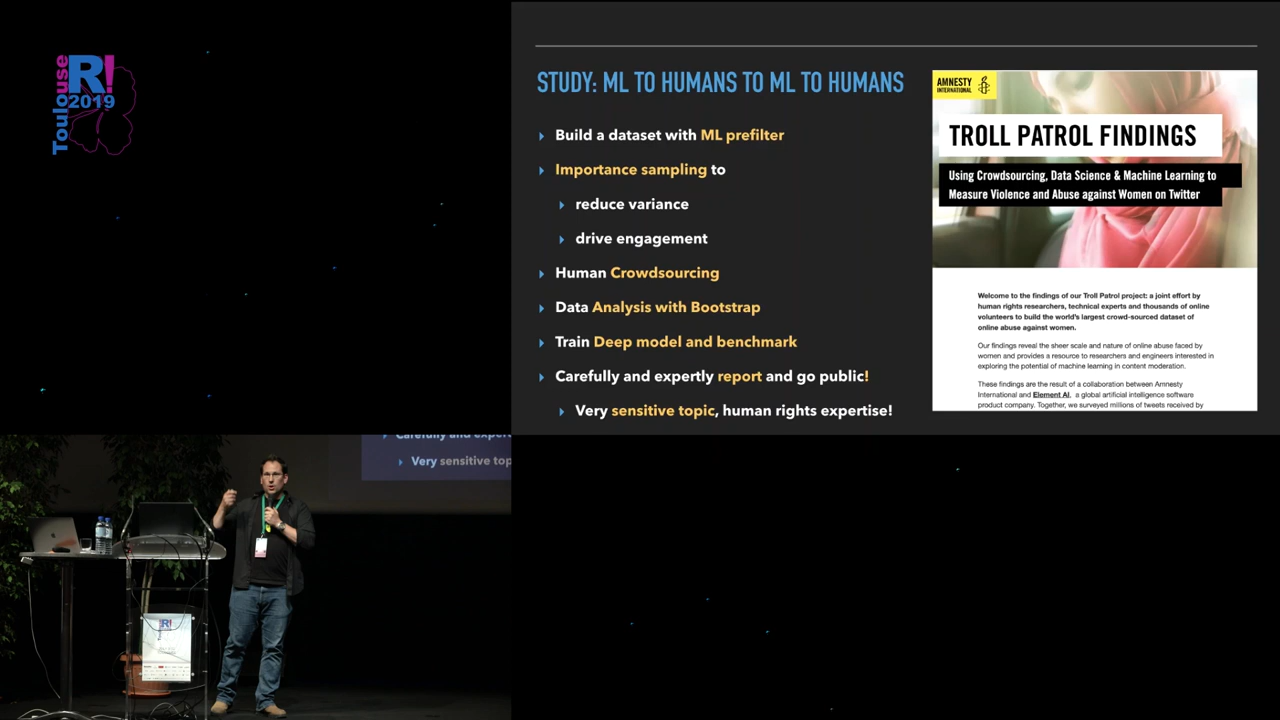 Toulouse
R!
2019
STUDY: ML TO HUMANS TO ML TO HUMANS
Build a dataset with ML prefilter
Importance sampling to
reduce variance
drive engagement
Human Crowdsourcing
Data Analysis with Bootstrap
Train Deep model and benchmark
Carefully and expertly report and go public!
Very sensitive topic, human rights expertise!
AMNESTY
INTERNATIONAL
TROLL PATROL FINDINGS
Using Crowdsourcing, Data Science & Machine Learning to
Measure Violence and Abuse against Women on Twitter
Welcome to the findings of our Troll Patrol project: a joint effort by
human rights researchers, technical experts and thousands of online
volunteers to build the world's largest crowd-sourced dataset of
online abuse against women.
Our findings reveal the sheer scale and nature of online abuse faced by
women and provides a resource to researchers and engineers interested in
exploring the potential of machine learning in content moderation.
These findings are the result of a collaboration between Amnesty
International and Element AI, a global artificial intelligence software
product company. Together, we surveyed millions of tweets received by
Carefully and exper
Very sensitive top
R!